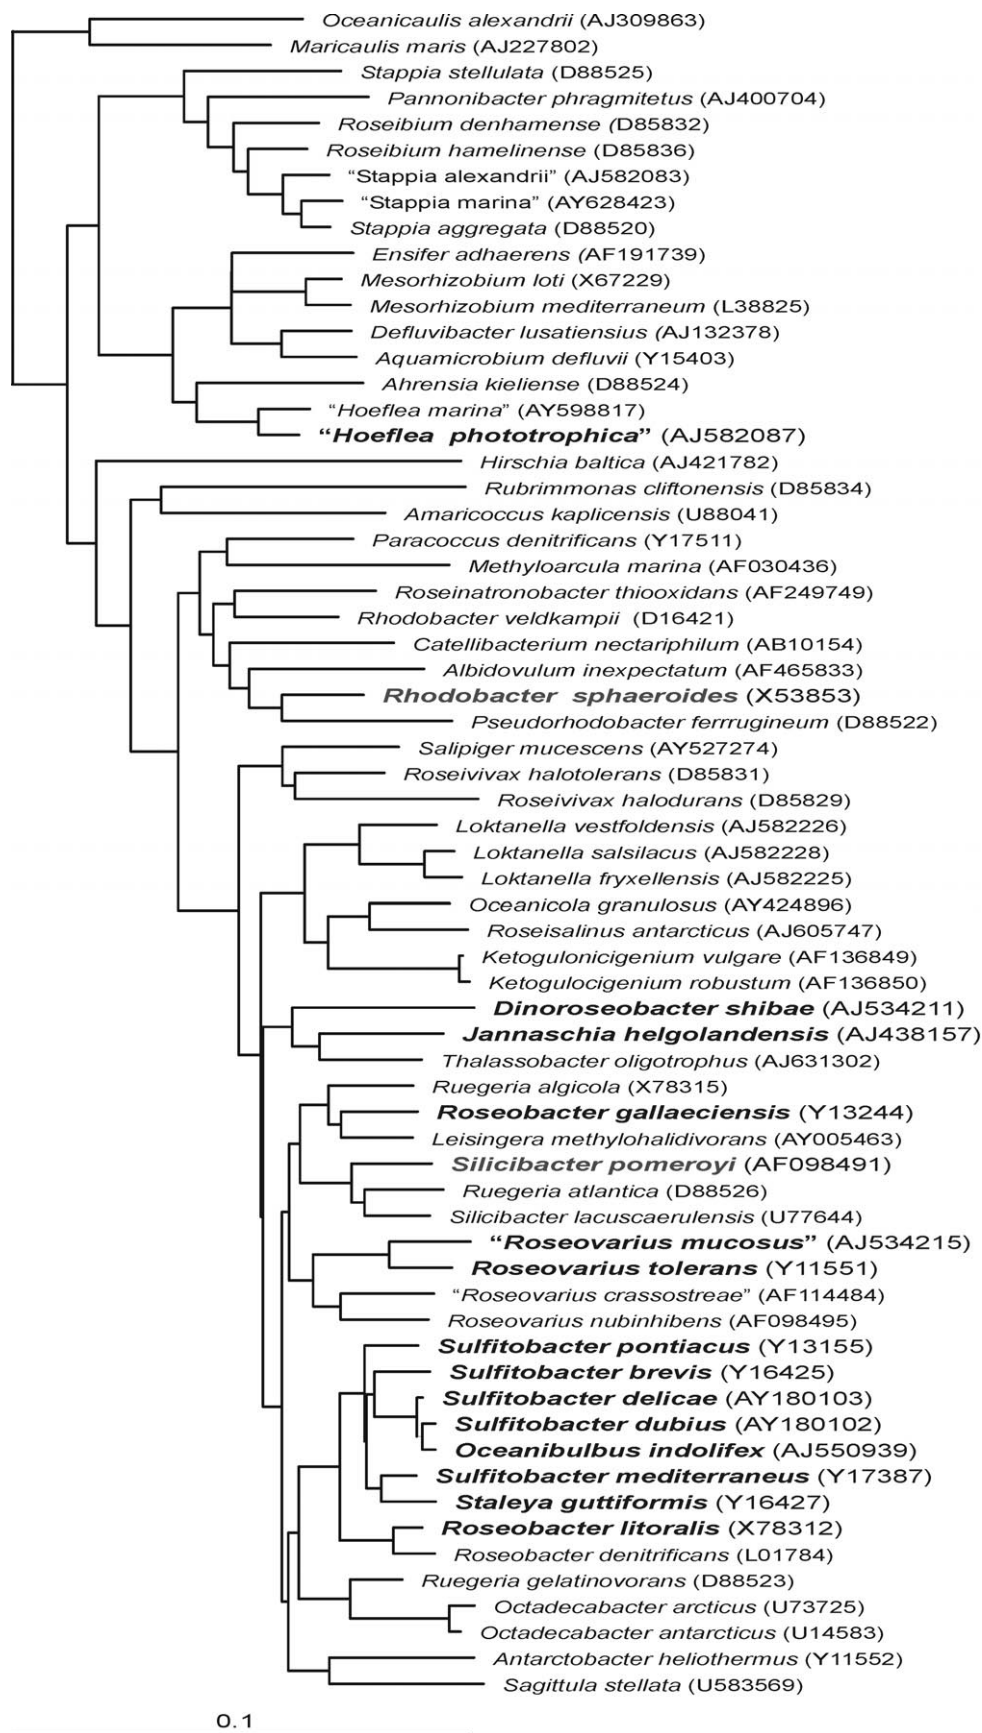 Oceanicaulis alexandrii (AJ309863)
Maricaulis maris (AJ227802)
Stappia stellulata (D88525)
Pannonibacter phragmitetus (AJ400704)
Roseibium denhamense (D85832)
Roseibium hamelinense (D85836)
“Stappia alexandrii” (AJ582083)
“Stappia marina” (AY628423)
Stappia aggregata (D88520)
Ensifer adhaerens (AF191739)
Mesorhizobium loti (X67229)
Mesorhizobium mediterraneum (L38825)
Defluvibacter lusatiensius (AJ132378)
Aquamicrobium defluvii (Y15403)
Ahrensia kieliense (D88524)
“Hoeflea marina” (AY598817)
“Hoeflea phototrophica” (AJ582087)
Hirschia baltica (AJ421782)
Rubrimmonas cliftonensis (D85834)
Amaricoccus kaplicensis (U88041)
Paracoccus denitrificans (Y17511)
Methyloarcula marina (AF030436)
Roseinatronobacter thiooxidans (AF249749)
Rhodobacter veldkampii (D16421)
Catellibacterium nectariphilum (AB10154)
Albidovulum inexpectatum (AF465833)
Rhodobacter sphaeroides (X53853)
Pseudorhodobacter ferrrugineum (D88522)
Salipiger mucescens (AY527274)
Roseivivax halotolerans (D85831)
Roseivivax halodurans (D85829)
Loktanella vestfoldensis (AJ582226)
Loktanella salsilacus (AJ582228)
Loktanella fryxellensis (AJ582225)
Oceanicola granulosus (AY424896)
Roseisalinus antarcticus (AJ605747)
Ketogulonicigenium vulgare (AF136849)
Ketogulocigenium robustum (AF136850)
Dinoroseobacter shibae (AJ534211)
Jannaschia helgolandensis (AJ438157)
Thalassobacter oligotrophus (AJ631302)
Ruegeria algicola (X78315)
Roseobacter gallaeciensis (Y13244)
Leisingera methylohalidivorans (AY005463)
Silicibacter pomeroyi (AF098491)
Ruegeria atlantica (D88526)
Silicibacter lacuscaerulensis (U77644)
“Roseovarius mucosus” (AJ534215)
Roseovarius tolerans (Y11551)
“Roseovarius crassostreae” (AF114484)
Roseovarius nubinhibens (AF098495)
Sulfitobacter pontiacus (Y13155)
Sulfitobacter brevis (Y16425)
Sulfitobacter delicae (AY180103)
Sulfitobacter dubius (AY180102)
Oceanibulbus indolifex (AJ550939)
Sulfitobacter mediterraneus (Y17387)
Staleya guttiformis (Y16427)
Roseobacter litoralis (X78312)
Roseobacter denitrificans (L01784)
Ruegeria gelatinovorans (D88523)
Octadecabacter arcticus (U73725)
Octadecabacter antarcticus (U14583)
Antarctobacter heliothermus (Y11552)
Sagittula stellata (U583569)
0.1